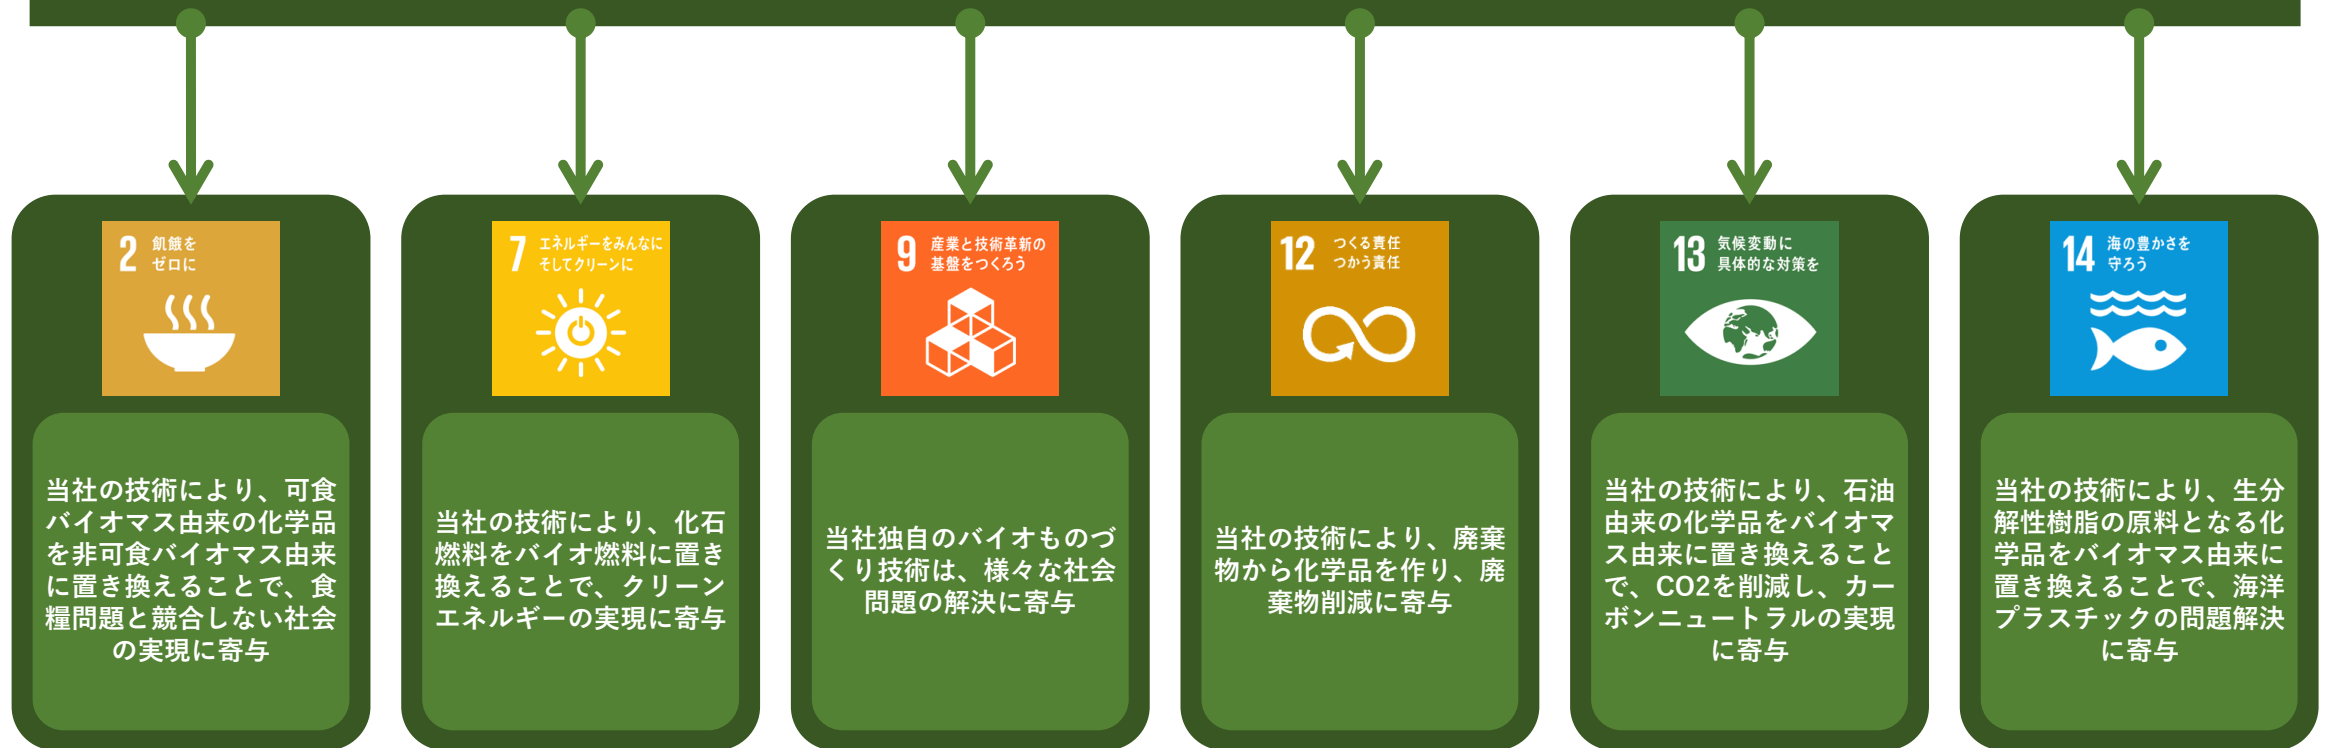 2 飢餓を
ゼロに
当社の技術により、可食
バイオマス由来の化学品
を非可食バイオマス由来
に置き換えることで、食
糧問題と競合しない社会
の実現に寄与
7 エネルギーをみんなに
そしてクリーンに
当社の技術により、化石
燃料をバイオ燃料に置き
換えることで、クリーン
エネルギーの実現に寄与
9 産業と技術革新の
基盤をつくろう
当社独自のバイオものづ
くり技術は、様々な社会
問題の解決に寄与
12 つくる責任
つかう責任
当社の技術により、廃棄
物から化学品を作り、廃
棄物削減に寄与
13 気候変動に
具体的な対策を
当社の技術により、石油
由来の化学品をバイオマ
ス由来に置き換えること
で、CO2を削減し、カー
ボンニュートラルの実現
に寄与
14 海の豊かさを
守ろう
当社の技術により、生分
解性樹脂の原料となる化
学品をバイオマス由来に
置き換えることで、海洋
プラスチックの問題解決
に寄与